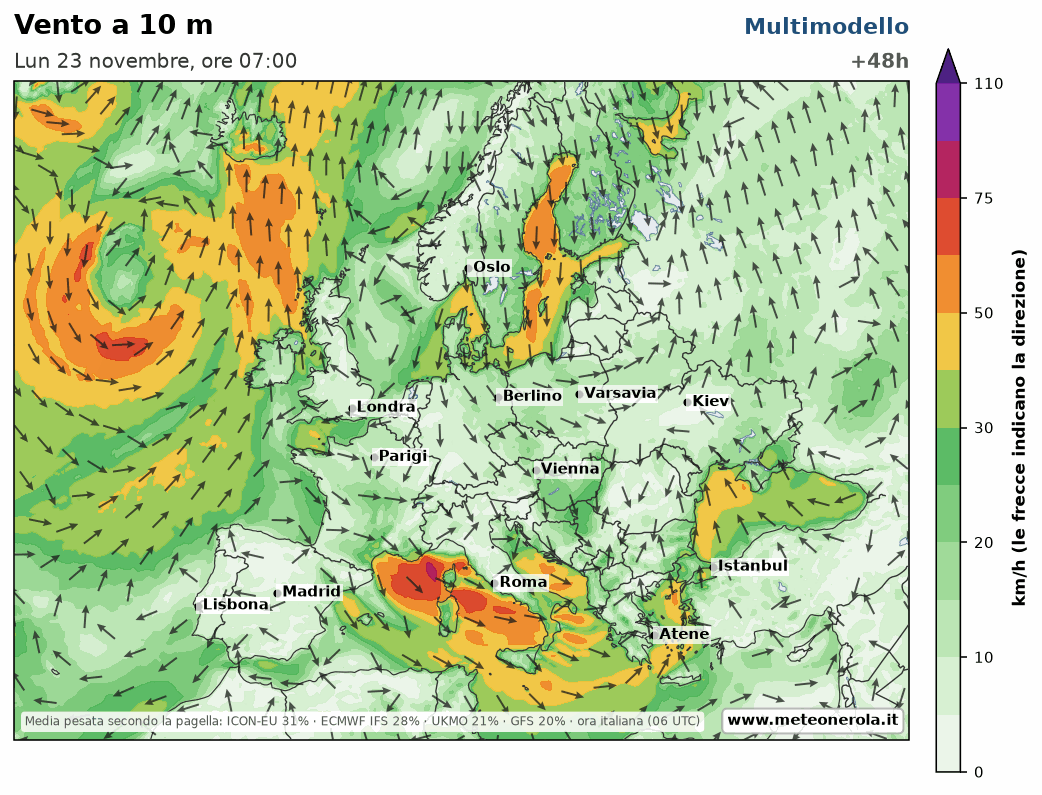 Vento a 10 m
Multimodello
Lun 23 novembre, ore 07:00
+48h
110
75
50
30
20
10
0
km/h (le frecce indicano la direzione)
Oslo
Berlino
Varsavia
Kiev
Londra
Parigi
Vienna
Istanbul
Roma
Madrid
Lisbona
Atene
Media pesata secondo la pagella: ICON-EU 31% · ECMWF IFS 28% · UKMO 21% · GFS 20% · ora italiana (06 UTC)
www.meteonerola.it